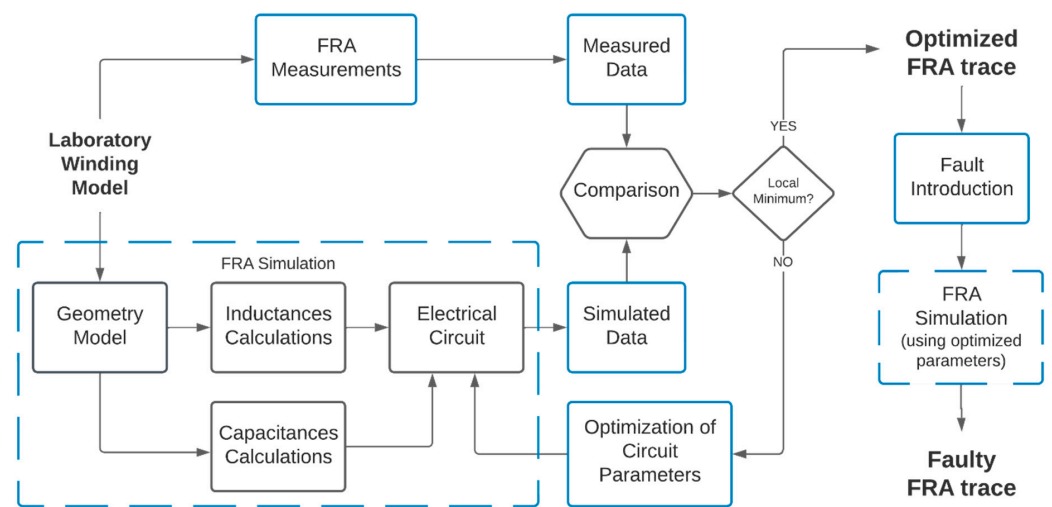 FRA
Measurements
Measured
Data
Optimized
FRA trace
YES
Laboratory
Winding
Model
Comparison
Local
Minimum?
Fault
Introduction
NO
FRA Simulation
Geometry
Model
Inductances
Calculations
Electrical
Circuit
Simulated
Data
FRA
Simulation
(using optimized
parameters)
Capacitances
Calculations
Optimization of
Circuit
Parameters
Faulty
FRA trace